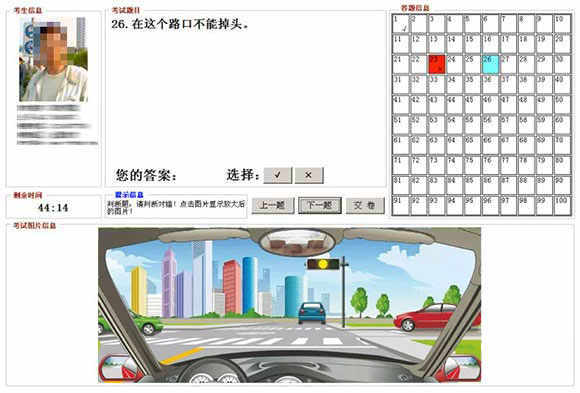 考生信息
考试题目
26.在这个路口不能掉头。
您的答案：
选择：
√
×
答题信息
1 2 3 4 5 6 7 8 9 10
√
11 12 13 14 15 16 17 18 19 20
21 22 23 24 25 26 27 28 29 30
×
31 32 33 34 35 36 37 38 39 40
41 42 43 44 45 46 47 48 49 50
51 52 53 54 55 56 57 58 59 60
61 62 63 64 65 66 67 68 69 70
71 72 73 74 75 76 77 78 79 80
81 82 83 84 85 86 87 88 89 90
91 92 93 94 95 96 97 98 99 100
剩余时间
44:14
提示信息
判断题，请判断对错！点击图片显示放大后
的图片！
上一题
下一题
交 卷
考试图片信息